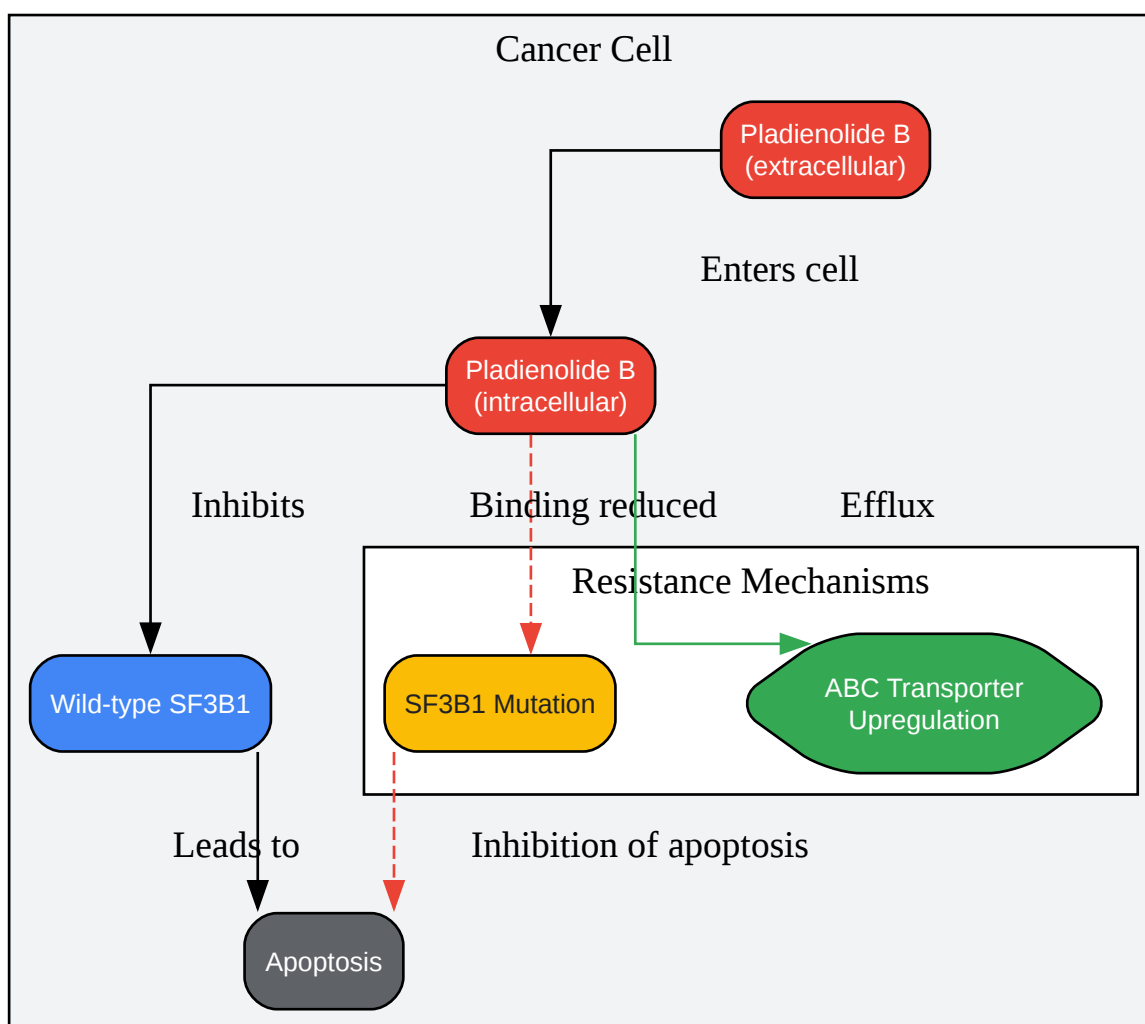 Cancer Cell
Pladienolide B
(extracellular)
Enters cell
Pladienolide B
(intracellular)
Inhibits
Binding reduced
Efflux
Resistance Mechanisms
Wild-type SF3B1
SF3B1 Mutation
ABC Transporter
Upregulation
Leads to
Inhibition of apoptosis
Apoptosis